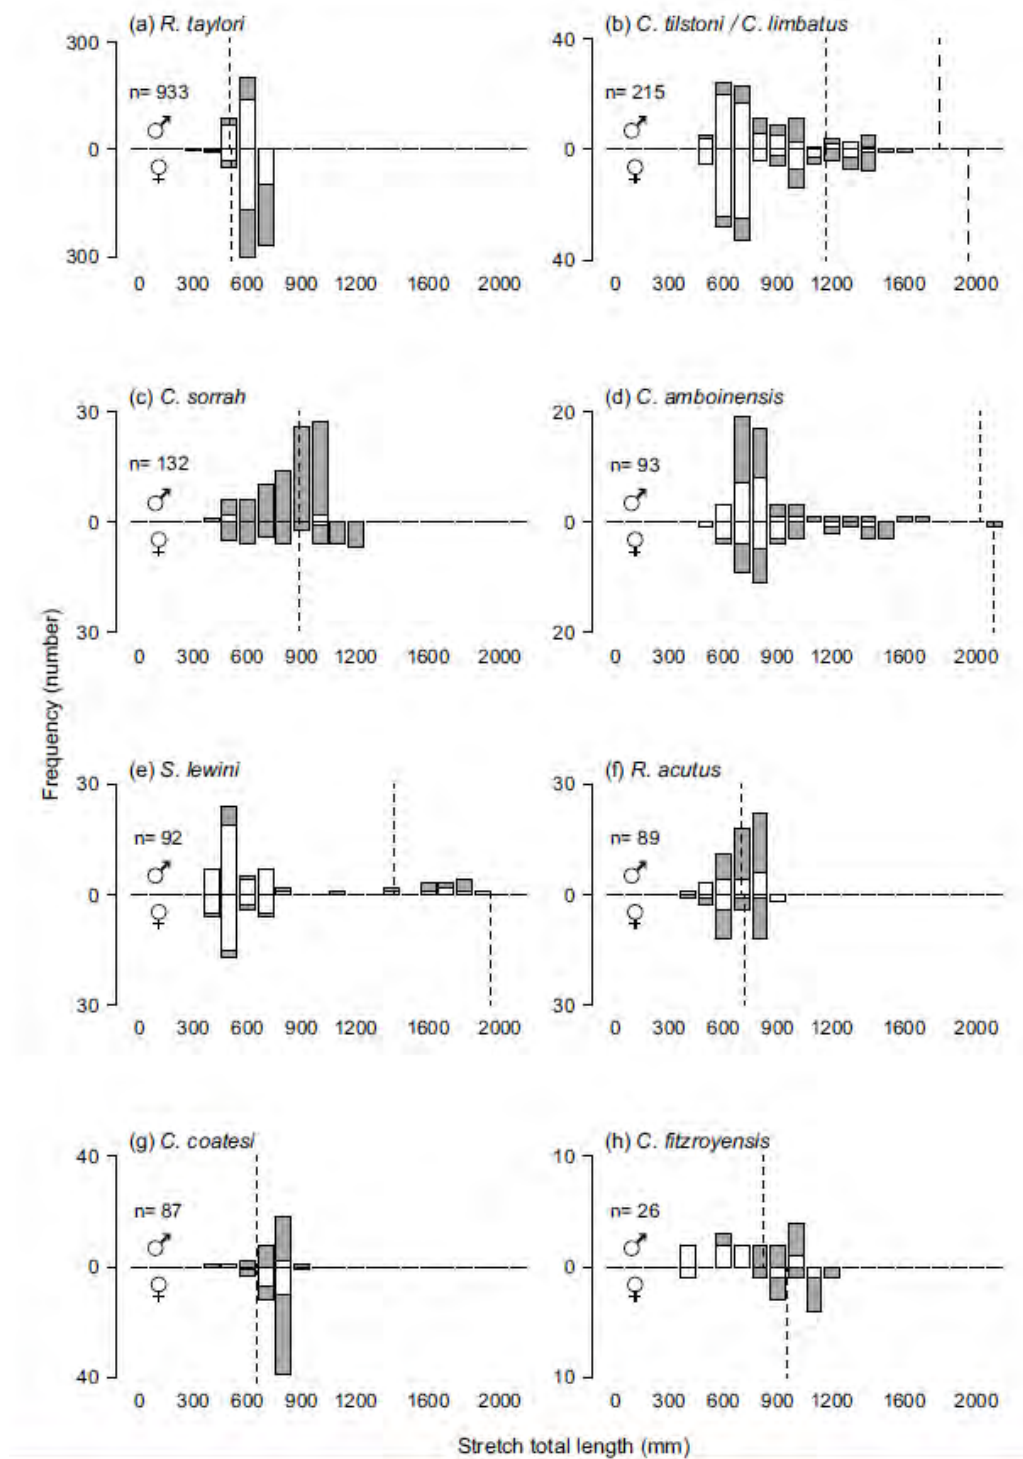 (a) R. taylori
300
n= 933
♂
0
♀
300
0 300 600 900 1200 1600 2000
(b) C. tilstoni / C. limbatus
40
n= 215
♂
0
♀
40
0 300 600 900 1200 1600 2000
(c) C. sorrah
30
n= 132
♂
0
♀
30
0 300 600 900 1200 1600 2000
(d) C. amboinensis
20
n= 93
♂
0
♀
20
0 300 600 900 1200 1600 2000
Frequency (number)
(e) S. lewini
30
n= 92
♂
0
♀
30
0 300 600 900 1200 1600 2000
(f) R. acutus
30
n= 89
♂
0
♀
30
0 300 600 900 1200 1600 2000
(g) C. coatesi
40
n= 87
♂
0
♀
40
0 300 600 900 1200 1600 2000
(h) C. fitzroyensis
10
n= 26
♂
0
♀
10
0 300 600 900 1200 1600 2000
Stretch total length (mm)